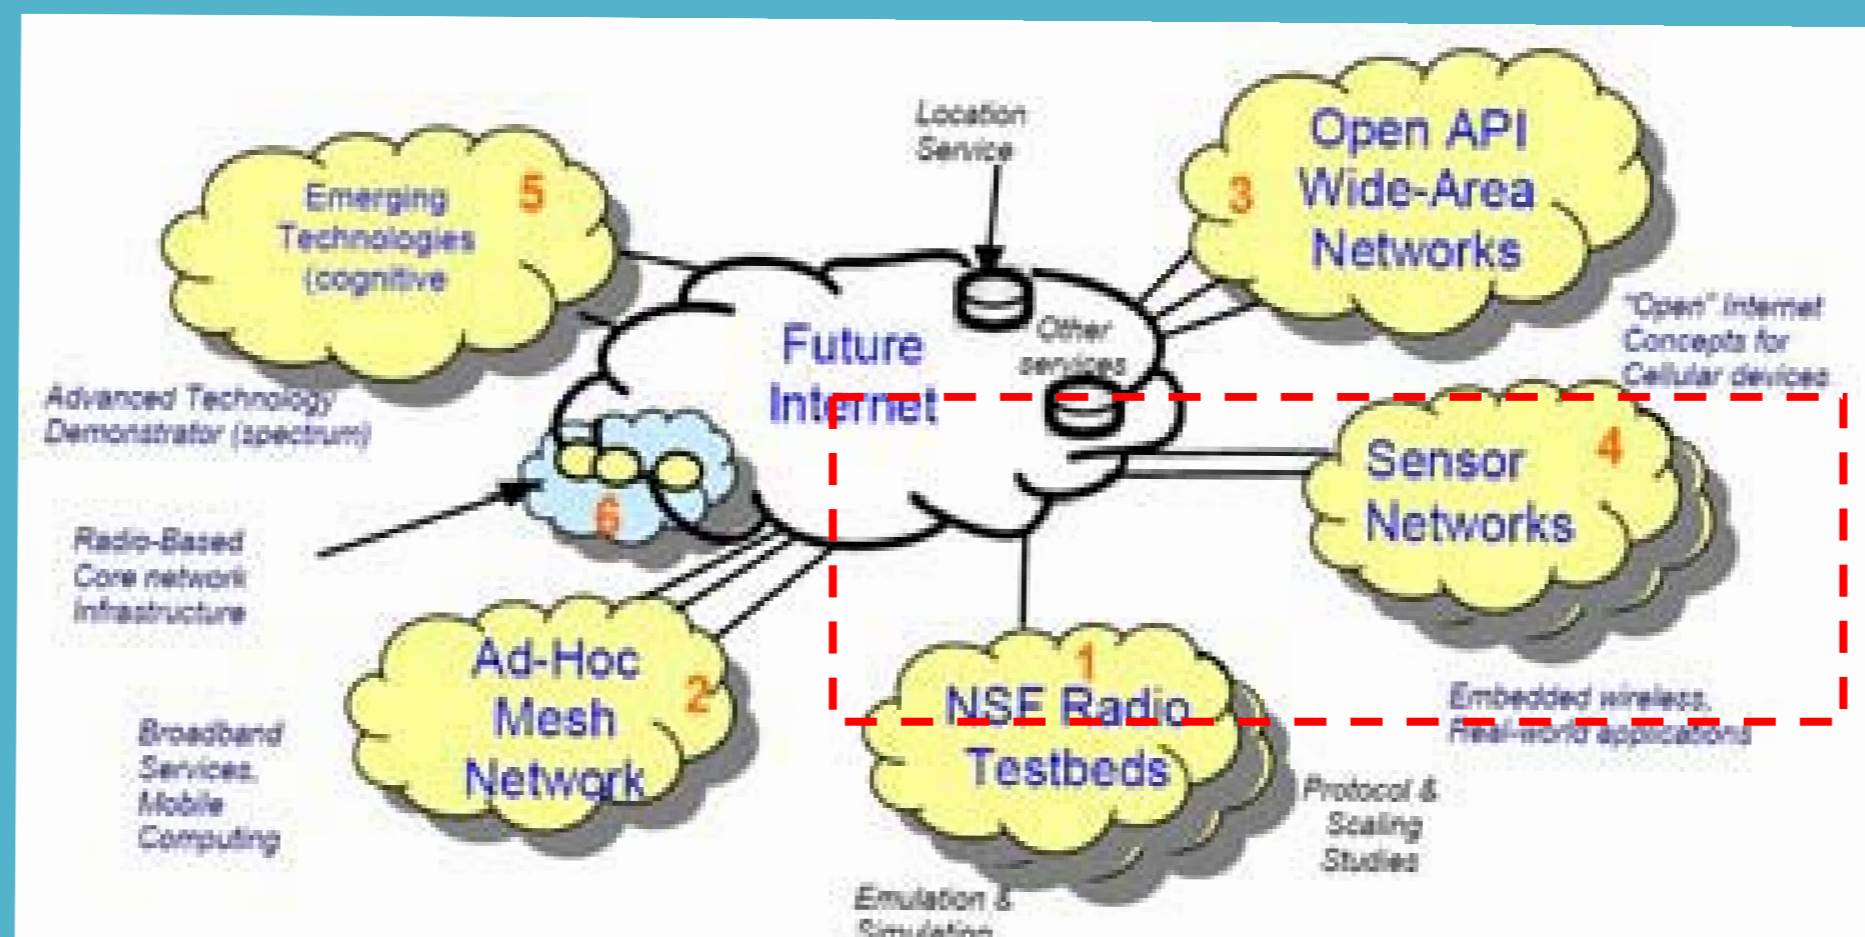 Location
Service
Open API
Wide-Area
Networks
3
5
Emerging
Technologies
(cognitive
"Open" Internet
Concepts for
Cellular devices
Future
Internet
Other
services
Advanced Technology
Demonstrator (spectrum)
Sensor
Networks
4
6
Radio-Based
Core network
Infrastructure
Ad-Hoc
Mesh
Network
2
1
NSF Radio
Testbeds
Embedded wireless,
Real-world applications
Broadband
Services,
Mobile
Computing
Protocol &
Scaling
Studies
Emulation &
Simulation